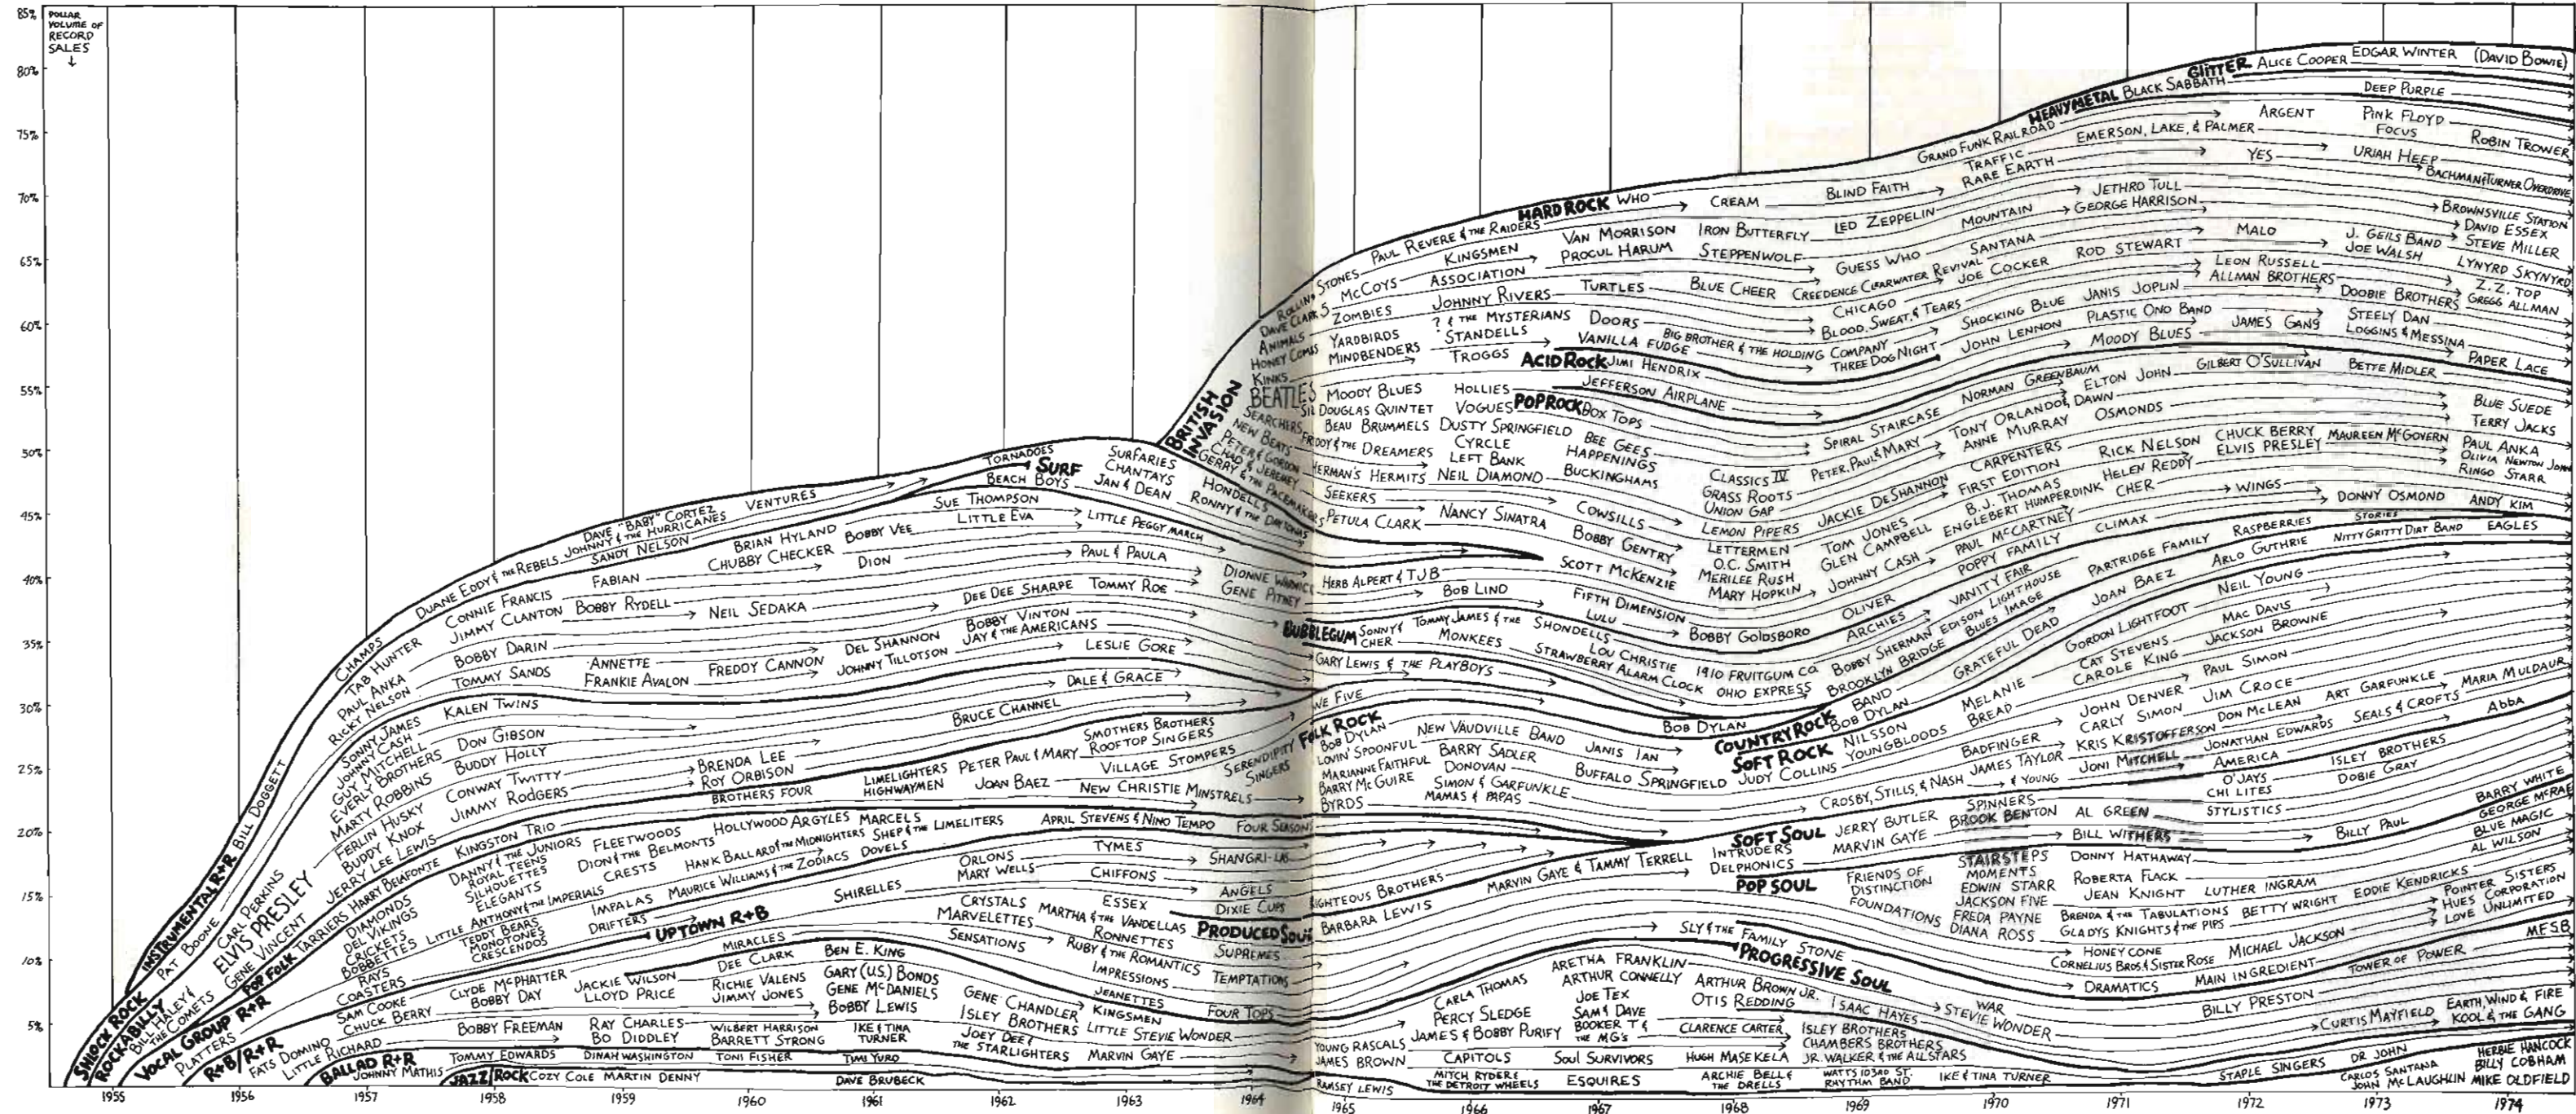 85%
80%
75%
70%
65%
60%
55%
50%
45%
40%
35%
30%
25%
20%
15%
10%
5%
DOLLAR
VOLUME OF
RECORD
SALES
↓
SHLOCK ROCK
PAT BOONE
TAB HUNTER
PAUL ANKA
RICKY NELSON
CONNIE FRANCIS
JIMMY CLANTON
BOBBY DARIN
TOMMY SANDS
FABIAN
BOBBY RYDELL
ANNETTE
FRANKIE AVALON
BRIAN HYLAND
CHUBBY CHECKER
NEIL SEDAKA
FREDDY CANNON
BOBBY VEE
DION
DEL SHANNON
JOHNNY TILLOTSON
SUE THOMPSON
LITTLE EVA
DEE DEE SHARPE
BOBBY VINTON
JAY & THE AMERICANS
LITTLE PEGGY MARCH
PAUL & PAULA
TOMMY ROE
LESLIE GORE
DIONNE WARWICK
GENE PITNEY
INSTRUMENTAL R+R
BILL DOGGETT
CHAMPS
DUANE EDDY & THE REBELS
DAVE "BABY" CORTEZ
JOHNNY & THE HURRICANES
SANDY NELSON
VENTURES
TORNADOES
SURF
BEACH BOYS
SURFARIES
CHANTAYS
JAN & DEAN
HONDELLS
RONNY & THE DAYTONAS
ROCKABILLY
BILL HALEY &
THE COMETS
CARL PERKINS
ELVIS PRESLEY
GENE VINCENT
SONNY JAMES
JOHNNY CASH
GUY MITCHELL
EVERLY BROTHERS
MARTY ROBBINS
FERLIN HUSKY
BUDDY KNOX
JERRY LEE LEWIS
KALEN TWINS
DON GIBSON
BUDDY HOLLY
CONWAY TWITTY
JIMMY RODGERS
BRENDA LEE
ROY ORBISON
BRUCE CHANNEL
DALE & GRACE
POP FOLK
TARRIERS
HARRY BELAFONTE
KINGSTON TRIO
BROTHERS FOUR
LIMELIGHTERS
HIGHWAYMEN
PETER PAUL & MARY
JOAN BAEZ
SMOTHERS BROTHERS
ROOFTOP SINGERS
VILLAGE STOMPERS
NEW CHRISTIE MINSTRELS
SERENDIPITY
SINGERS
VOCAL GROUP R+R
PLATTERS
DIAMONDS
DEL VIKINGS
CRICKETS
BOBBETTES
RAYS
COASTERS
DANNY & THE JUNIORS
ROYAL TEENS
SILHOUETTES
ELEGANTS
LITTLE ANTHONY & THE IMPERIALS
TEDDY BEARS
MONOTONES
CRESCENDOS
FLEETWOODS
DION & THE BELMONTS
CRESTS
IMPALAS
DRIFTERS
HOLLYWOOD ARGYLES
HANK BALLARD & THE MIDNIGHTERS
MAURICE WILLIAMS & THE ZODIACS
MARCELS
SHEP & THE LIMELITERS
DOVELS
SHIRELLES
ORLONS
MARY WELLS
APRIL STEVENS & NINO TEMPO
TYMES
CHIFFONS
ESSEX
FOUR SEASONS
SHANGRI-LAS
ANGELS
DIXIE CUPS
UPTOWN R+B
MIRACLES
DEE CLARK
BEN E. KING
CRYSTALS
MARVELETTES
SENSATIONS
MARTHA & THE VANDELLAS
RONNETTES
RUBY & THE ROMANTICS
IMPRESSIONS
JEANETTES
PRODUCED SOUL
SUPREMES
TEMPTATIONS
FOUR TOPS
R+B/R+R
FATS DOMINO
LITTLE RICHARD
SAM COOKE
CHUCK BERRY
CLYDE MCPHATTER
BOBBY DAY
BOBBY FREEMAN
JACKIE WILSON
LLOYD PRICE
RAY CHARLES
BO DIDDLEY
RICHIE VALENS
JIMMY JONES
WILBERT HARRISON
BARRETT STRONG
GARY (U.S.) BONDS
GENE MCDANIELS
BOBBY LEWIS
IKE & TINA
TURNER
GENE CHANDLER
ISLEY BROTHERS
JOEY DEE &
THE STARLIGHTERS
KINGSMEN
LITTLE STEVIE WONDER
MARVIN GAYE
BALLAD R+R
JOHNNY MATHIS
TOMMY EDWARDS
DINAH WASHINGTON
TONI FISHER
TIMI YURO
JAZZ/ROCK
COZY COLE
MARTIN DENNY
DAVE BRUBECK
BRITISH
INVASION
ROLLING STONES
DAVE CLARK 5
ANIMALS
HONEY COMBS
KINKS
BEATLES
SEARCHERS
NEW BEATS
PETER & GORDON
CHAD & JEREMEY
GERRY & THE PACEMAKERS
PAUL REVERE & THE RAIDERS
MCCOYS
ZOMBIES
YARDBIRDS
MINDBENDERS
MOODY BLUES
SIR DOUGLAS QUINTET
BEAU BRUMMELS
FREDDY & THE DREAMERS
HERMAN'S HERMITS
SEEKERS
PETULA CLARK
KINGSMEN
ASSOCIATION
JOHNNY RIVERS
? & THE MYSTERIANS
STANDELLS
TROGGS
HOLLIES
VOGUES
DUSTY SPRINGFIELD
CYRCLE
LEFT BANK
NEIL DIAMOND
NANCY SINATRA
HARD ROCK
WHO
VAN MORRISON
PROCUL HARUM
TURTLES
DOORS
VANILLA FUDGE
CREAM
IRON BUTTERFLY
STEPPENWOLF
BLUE CHEER
BIG BROTHER & THE HOLDING COMPANY
BLIND FAITH
LED ZEPPELIN
GUESS WHO
CREEDENCE CLEARWATER REVIVAL
CHICAGO
BLOOD, SWEAT, & TEARS
THREE DOG NIGHT
GRAND FUNK RAILROAD
TRAFFIC
RARE EARTH
MOUNTAIN
SANTANA
JOE COCKER
SHOCKING BLUE
JOHN LENNON
EMERSON, LAKE, & PALMER
JETHRO TULL
GEORGE HARRISON
ROD STEWART
JANIS JOPLIN
PLASTIC ONO BAND
MOODY BLUES
ARGENT
YES
MALO
LEON RUSSELL
ALLMAN BROTHERS
JAMES GANG
PINK FLOYD
FOCUS
URIAH HEEP
J. GEILS BAND
JOE WALSH
DOOBIE BROTHERS
STEELY DAN
LOGGINS & MESSINA
ROBIN TROWER
BACHMAN & TURNER OVERDRIVE
BROWNSVILLE STATION
DAVID ESSEX
STEVE MILLER
LYNYRD SKYNYRD
Z.Z. TOP
GREGG ALLMAN
PAPER LACE
HEAVY METAL
BLACK SABBATH
DEEP PURPLE
GLITTER
ALICE COOPER
EDGAR WINTER
(DAVID BOWIE)
ACID ROCK
JIMI HENDRIX
JEFFERSON AIRPLANE
POP ROCK
BOX TOPS
BEE GEES
HAPPENINGS
BUCKINGHAMS
COWSILLS
BOBBY GENTRY
SCOTT MCKENZIE
CLASSICS IV
GRASS ROOTS
UNION GAP
LEMON PIPERS
LETTERMEN
O.C. SMITH
MERILEE RUSH
MARY HOPKIN
SPIRAL STAIRCASE
PETER, PAUL & MARY
JACKIE DESHANNON
TOM JONES
GLEN CAMPBELL
JOHNNY CASH
OLIVER
NORMAN GREENBAUM
TONY ORLANDO & DAWN
ANNE MURRAY
CARPENTERS
FIRST EDITION
B.J. THOMAS
ENGLEBERT HUMPERDINK
PAUL MCCARTNEY
POPPY FAMILY
VANITY FAIR
ELTON JOHN
OSMONDS
RICK NELSON
HELEN REDDY
CHER
CLIMAX
GILBERT O'SULLIVAN
CHUCK BERRY
ELVIS PRESLEY
WINGS
BETTE MIDLER
MAUREEN MCGOVERN
DONNY OSMOND
STORIES
BLUE SUEDE
TERRY JACKS
PAUL ANKA
OLIVIA NEWTON JOHN
RINGO
STARR
ANDY KIM
HERB ALPERT & TJB
BOB LIND
FIFTH DIMENSION
LULU
BOBBY GOLDSBORO
BUBBLEGUM
SONNY &
CHER
GARY LEWIS & THE PLAYBOYS
TOMMY JAMES & THE SHONDELLS
MONKEES
LOU CHRISTIE
STRAWBERRY ALARM CLOCK
1910 FRUITGUM CO.
OHIO EXPRESS
ARCHIES
BOBBY SHERMAN
BROOKLYN BRIDGE
EDISON LIGHTHOUSE
BLUES IMAGE
PARTRIDGE FAMILY
RASPBERRIES
WE FIVE
FOLK ROCK
BOB DYLAN
LOVIN' SPOONFUL
MARIANNE FAITHFUL
BARRY MCGUIRE
BYRDS
NEW VAUDVILLE BAND
BARRY SADLER
DONOVAN
SIMON & GARFUNKLE
MAMAS & PAPAS
JANIS IAN
BUFFALO SPRINGFIELD
BOB DYLAN
COUNTRY ROCK
BAND
BOB DYLAN
GRATEFUL DEAD
JOAN BAEZ
ARLO GUTHRIE
NITTY GRITTY DIRT BAND
EAGLES
SOFT ROCK
JUDY COLLINS
NILSSON
YOUNGBLOODS
CROSBY, STILLS, & NASH
& YOUNG
MELANIE
BREAD
BADFINGER
JAMES TAYLOR
GORDON LIGHTFOOT
CAT STEVENS
CAROLE KING
JOHN DENVER
CARLY SIMON
KRIS KRISTOFFERSON
JONI MITCHELL
NEIL YOUNG
MAC DAVIS
JACKSON BROWNE
PAUL SIMON
JIM CROCE
DON MCLEAN
JONATHAN EDWARDS
AMERICA
ART GARFUNKLE
SEALS & CROFTS
MARIA MULDAUR
ABBA
SOFT SOUL
INTRUDERS
DELPHONICS
JERRY BUTLER
MARVIN GAYE
SPINNERS
BROOK BENTON
AL GREEN
BILL WITHERS
O'JAYS
CHI LITES
STYLISTICS
ISLEY BROTHERS
DOBIE GRAY
BILLY PAUL
BARRY WHITE
GEORGE MCRAE
BLUE MAGIC
AL WILSON
RIGHTEOUS BROTHERS
BARBARA LEWIS
MARVIN GAYE & TAMMY TERRELL
POP SOUL
FRIENDS OF
DISTINCTION
FOUNDATIONS
STAIRSTEPS
MOMENTS
EDWIN STARR
JACKSON FIVE
FREDA PAYNE
DIANA ROSS
DONNY HATHAWAY
ROBERTA FLACK
JEAN KNIGHT
BRENDA & THE TABULATIONS
GLADYS KNIGHTS & THE PIPS
HONEY CONE
CORNELIUS BROS. & SISTER ROSE
DRAMATICS
LUTHER INGRAM
BETTY WRIGHT
MICHAEL JACKSON
MAIN INGREDIENT
EDDIE KENDRICKS
POINTER SISTERS
HUES CORPORATION
LOVE UNLIMITED
TOWER OF POWER
MFSB
SLY & THE FAMILY STONE
PROGRESSIVE SOUL
ISAAC HAYES
WAR
STEVIE WONDER
BILLY PRESTON
CURTIS MAYFIELD
EARTH, WIND & FIRE
KOOL & THE GANG
YOUNG RASCALS
JAMES BROWN
CARLA THOMAS
PERCY SLEDGE
JAMES & BOBBY PURIFY
CAPITOLS
MITCH RYDER &
THE DETROIT WHEELS
ARETHA FRANKLIN
ARTHUR CONNELLY
JOE TEX
SAM & DAVE
BOOKER T &
THE MG'S
SOUL SURVIVORS
ESQUIRES
ARTHUR BROWN JR.
OTIS REDDING
CLARENCE CARTER
HUGH MASEKELA
ARCHIE BELL &
THE DRELLS
ISLEY BROTHERS
CHAMBERS BROTHERS
JR. WALKER & THE ALLSTARS
WATTS 103RD ST.
RHYTHM BAND
IKE & TINA TURNER
RAMSEY LEWIS
STAPLE SINGERS
DR JOHN
CARLOS SANTANA
JOHN MCLAUGHLIN
HERBIE HANCOCK
BILLY COBHAM
MIKE OLDFIELD
1955
1956
1957
1958
1959
1960
1961
1962
1963
1964
1965
1966
1967
1968
1969
1970
1971
1972
1973
1974